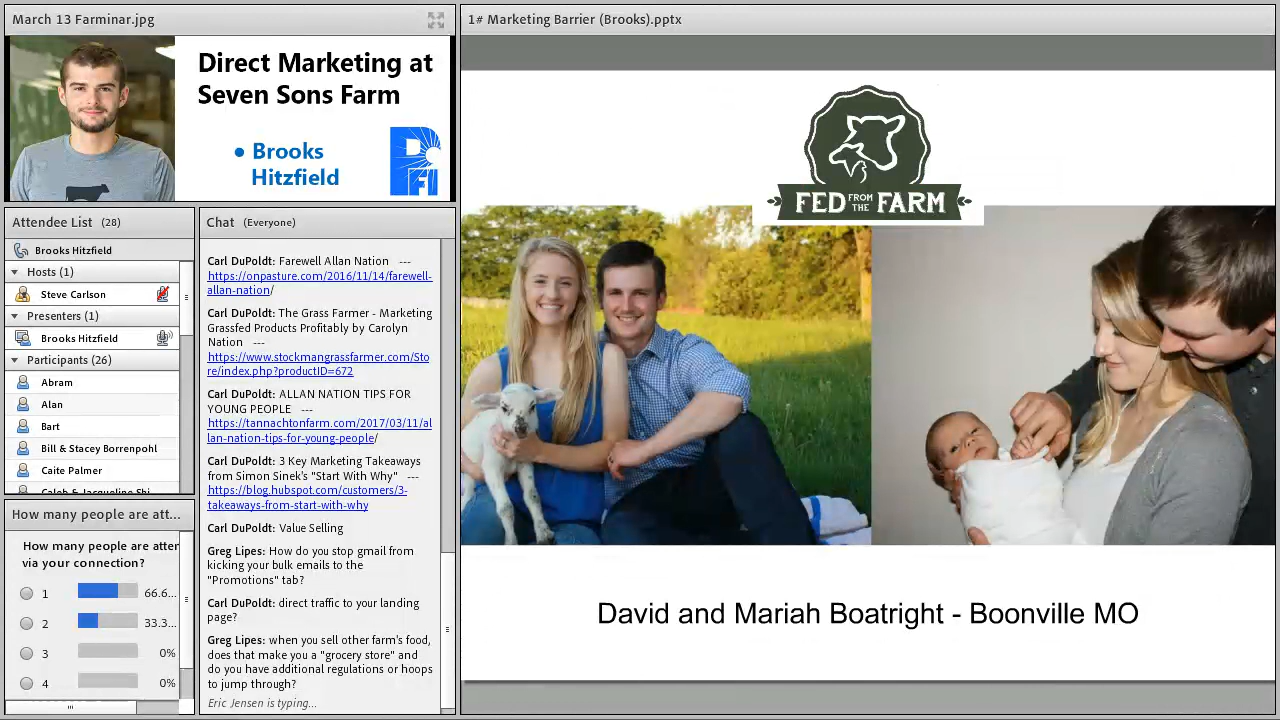 March 13 Farminar.jpg
Direct Marketing at
Seven Sons Farm
• Brooks
Hitzfield
Attendee List (28)
Brooks Hitzfield
Hosts (1)
Steve Carlson
Presenters (1)
Brooks Hitzfield
Participants (26)
Abram
Alan
Bart
Bill & Stacey Borrenpohl
Caite Palmer
Caleb & Jacqueline Shi
How many people are att...
How many people are atter
via your connection?
1 66.6...
2 33.3...
3 0%
4 0%
Chat (Everyone)
Carl DuPoldt: Farewell Allan Nation ---
https://onpasture.com/2016/11/14/farewell-
allan-nation/
Carl DuPoldt: The Grass Farmer - Marketing
Grassfed Products Profitably by Carolyn
Nation ---
https://www.stockmangrassfarmer.com/Sto
re/index.php?productID=672
Carl DuPoldt: ALLAN NATION TIPS FOR
YOUNG PEOPLE ---
https://tannachtonfarm.com/2017/03/11/al
lan-nation-tips-for-young-people/
Carl DuPoldt: 3 Key Marketing Takeaways
from Simon Sinek's "Start With Why" ---
https://blog.hubspot.com/customers/3-
takeaways-from-start-with-why
Carl DuPoldt: Value Selling
Greg Lipes: How do you stop gmail from
kicking your bulk emails to the
"Promotions" tab?
Carl DuPoldt: direct traffic to your landing
page?
Greg Lipes: when you sell other farm's food,
does that make you a "grocery store" and
do you have additional regulations or hoops
to jump through?
Eric Jensen is typing...
1# Marketing Barrier (Brooks).pptx
FED FROM THE FARM
David and Mariah Boatright - Boonville MO